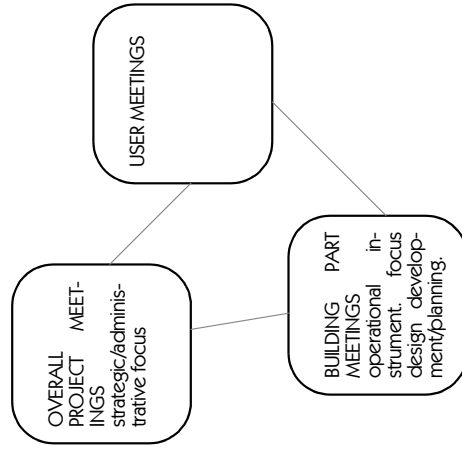 OVERALL
PROJECT MEET-
INGS
strategic/adminis-
trative focus
USER MEETINGS
BUILDING PART
MEETINGS
operational in-
strument. focus
design develop-
ment/planning.